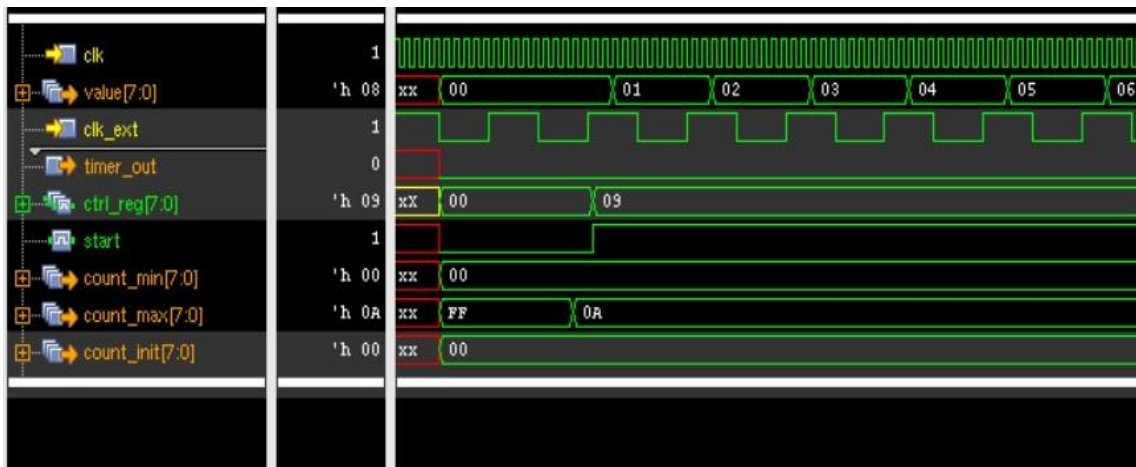 clk 1
value[7:0] 'h 08 xx 00 01 02 03 04 05 06
clk_ext 1
timer_out 0
ctrl_reg[7:0] 'h 09 xX 00 09
start 1
count_min[7:0] 'h 00 xx 00
count_max[7:0] 'h 0A xx FF 0A
count_init[7:0] 'h 00 xx 00